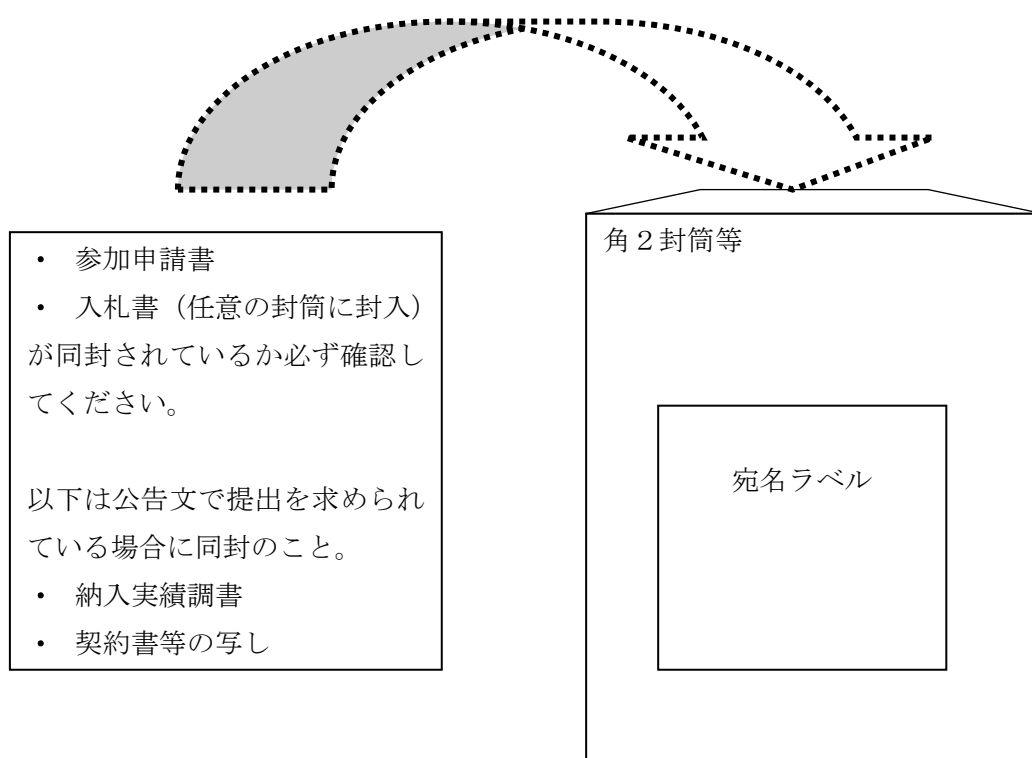 ・ 参加申請書
・ 入札書（任意の封筒に封入）
が同封されているか必ず確認し
てください。
以下は公告文で提出を求められ
ている場合に同封のこと。
・ 納入実績調書
・ 契約書等の写し
角２封筒等
宛名ラベル